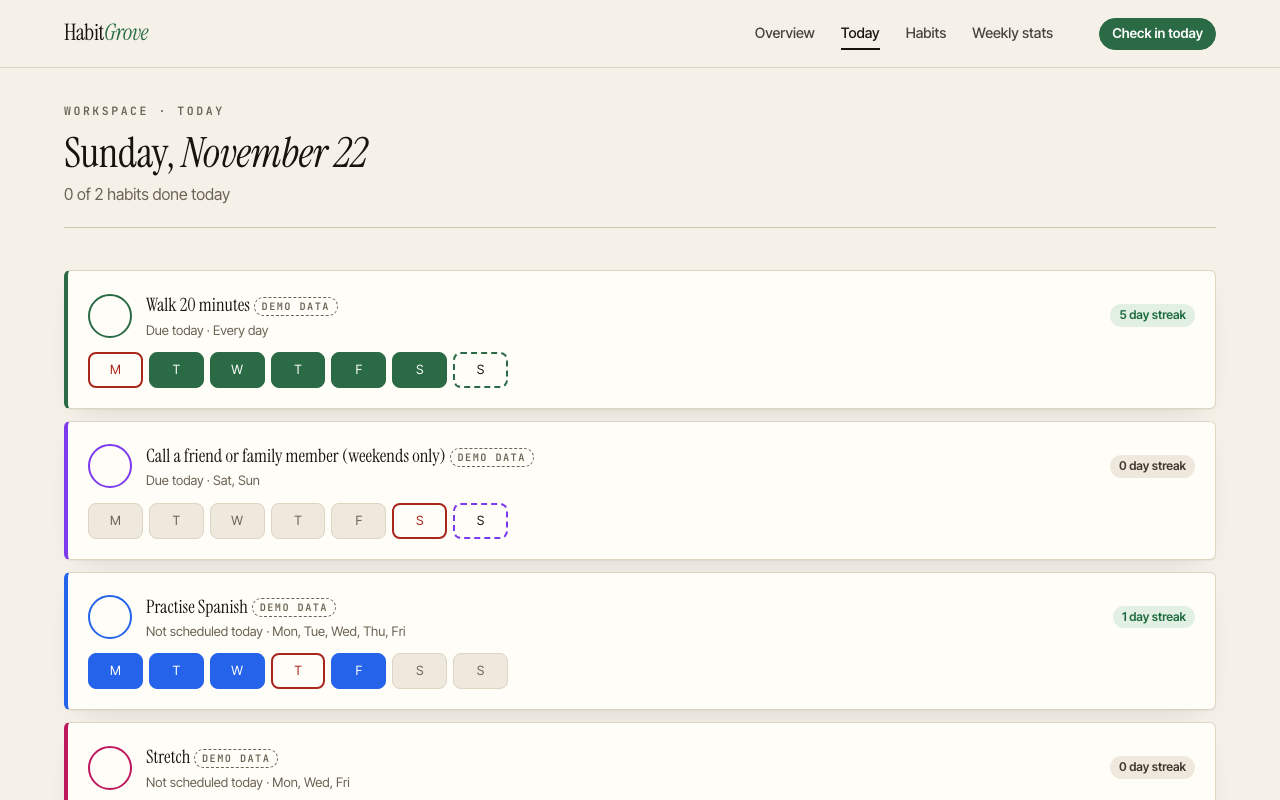 HabitGrove
Overview
Today
Habits
Weekly stats
Check in today
WORKSPACE · TODAY
Sunday, November 22
0 of 2 habits done today
Walk 20 minutes DEMO DATA
Due today · Every day
5 day streak
M T W T F S S
Call a friend or family member (weekends only) DEMO DATA
Due today · Sat, Sun
0 day streak
M T W T F S S
Practise Spanish DEMO DATA
Not scheduled today · Mon, Tue, Wed, Thu, Fri
1 day streak
M T W T F S S
Stretch DEMO DATA
Not scheduled today · Mon, Wed, Fri
0 day streak